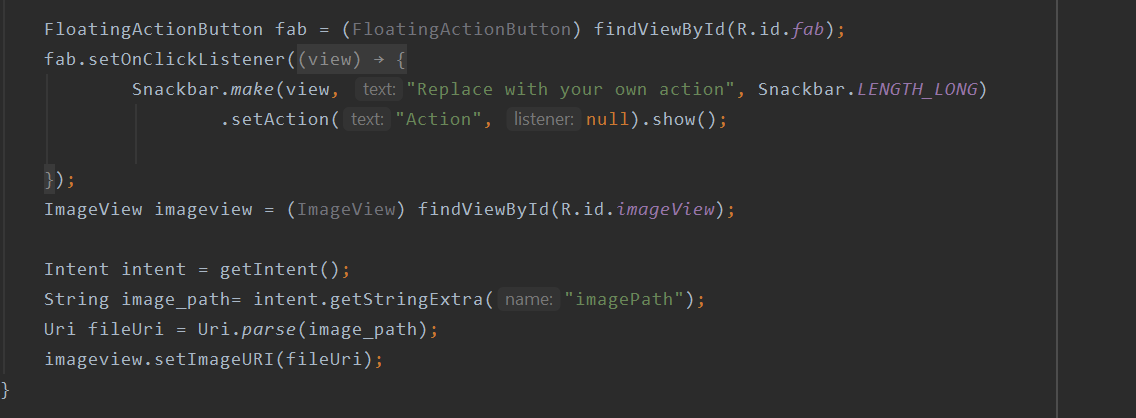 FloatingActionButton fab = (FloatingActionButton) findViewById(R.id.fab);
fab.setOnClickListener((view) → {
Snackbar.make(view, text: "Replace with your own action", Snackbar.LENGTH_LONG)
.setAction( text: "Action", listener: null).show();
});
ImageView imageview = (ImageView) findViewById(R.id.imageView);
Intent intent = getIntent();
String image_path= intent.getStringExtra( name: "imagePath");
Uri fileUri = Uri.parse(image_path);
imageview.setImageURI(fileUri);
}